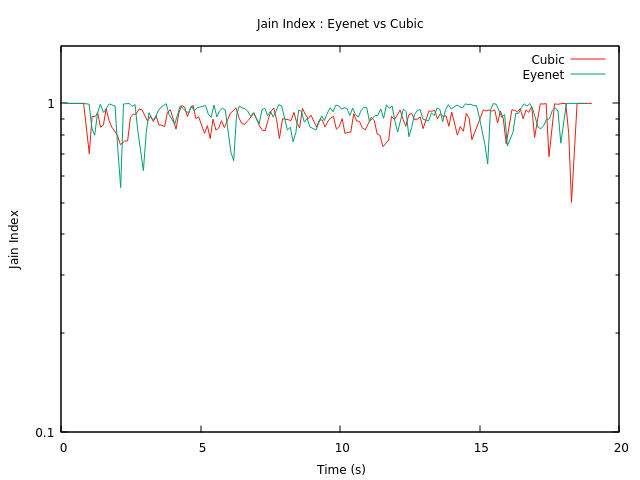 Jain Index : Eyenet vs Cubic
Cubic
Eyenet
1
0.1
Jain Index
0
5
10
15
20
Time (s)